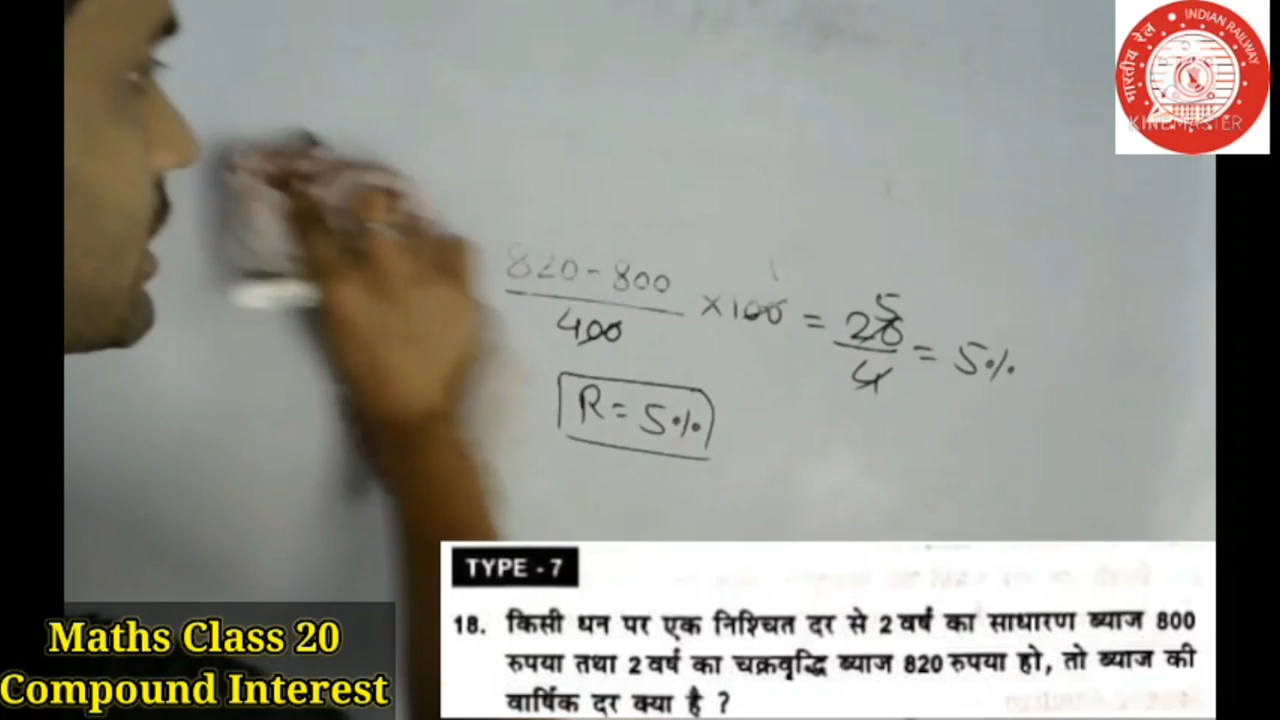 भारतीय रेल INDIAN RAILWAY
KINEMASTER
820 - 800 / 400 × 100 = 20 / 4 = 5%
5
R = 5%
TYPE - 7
18. किसी धन पर एक निश्चित दर से 2 वर्ष का साधारण ब्याज 800
रुपया तथा 2 वर्ष का चक्रवृद्धि ब्याज 820 रुपया हो, तो ब्याज की
वार्षिक दर क्या है ?
Maths Class 20
Compound Interest